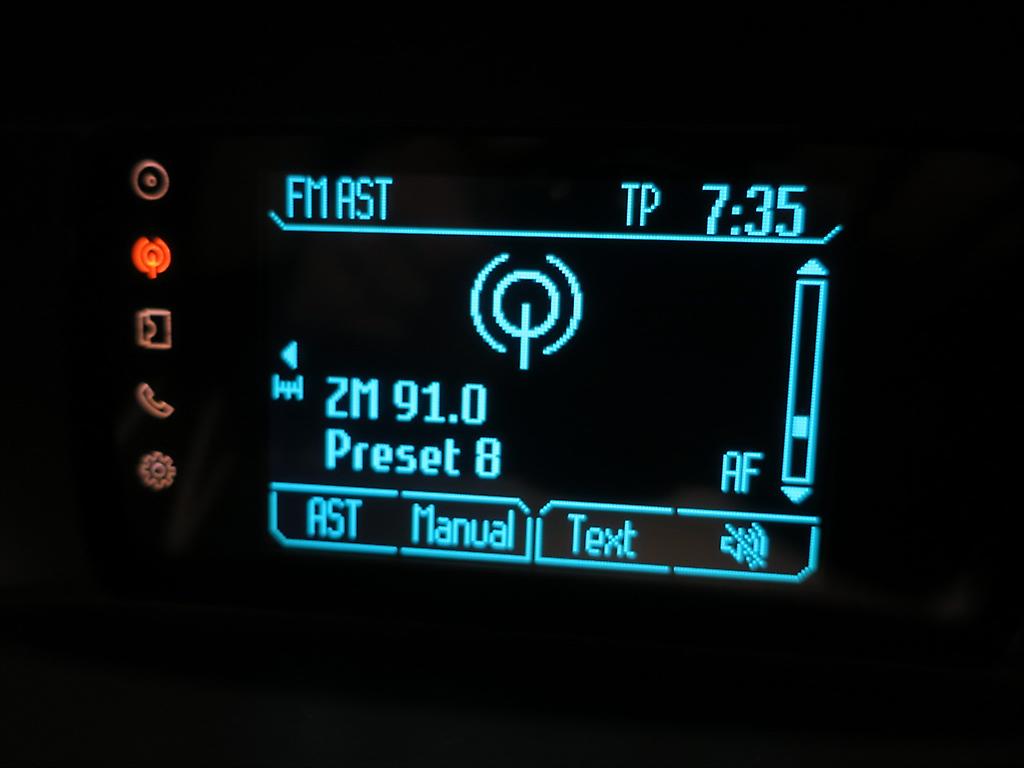 FM AST TP 7:35
ZM 91.0
Preset 8
AF
AST Manual Text